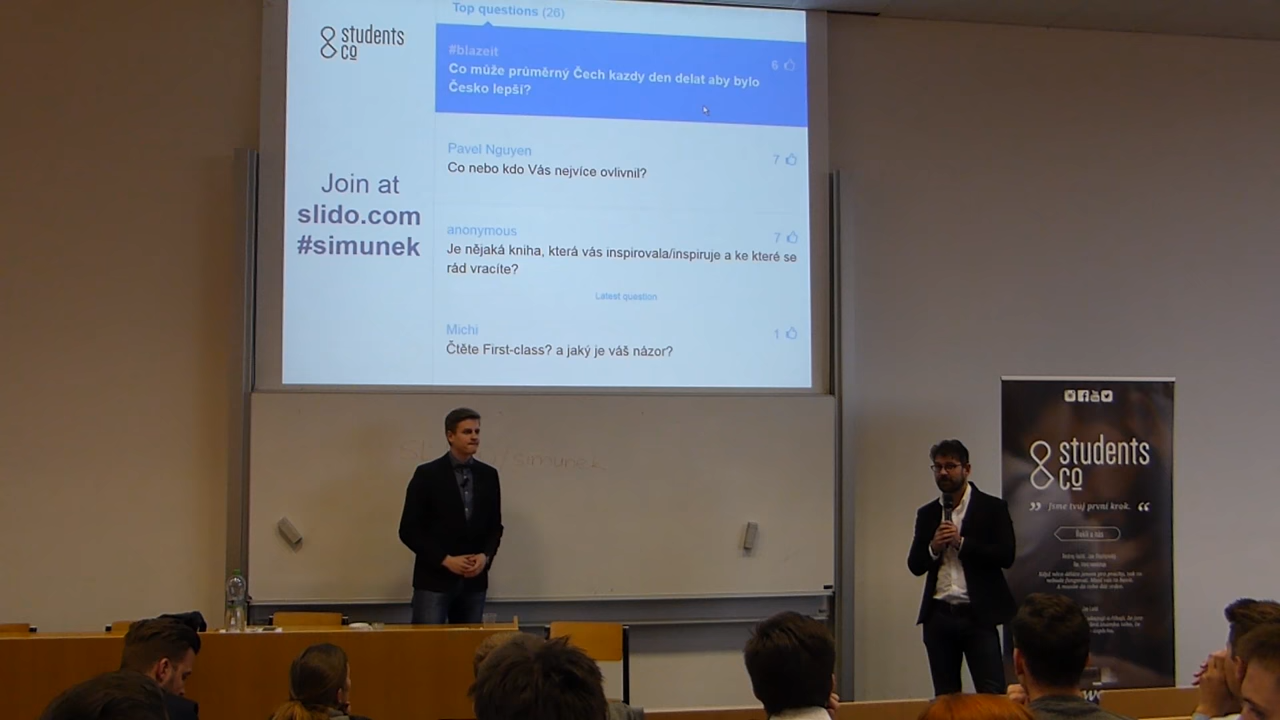 students
co
Join at
slido.com
#simunek
Top questions (26)
#blazeit
6
Co může průměrný Čech kazdy den delat aby bylo
Česko lepší?
Pavel Nguyen
7
Co nebo kdo Vás nejvíce ovlivnil?
anonymous
7
Je nějaká kniha, která vás inspirovala/inspiruje a ke které se
rád vracíte?
Latest question
Michi
1
Čtěte First-class? a jaký je váš názor?
simunek
students
co
jsme tvůj první krok.